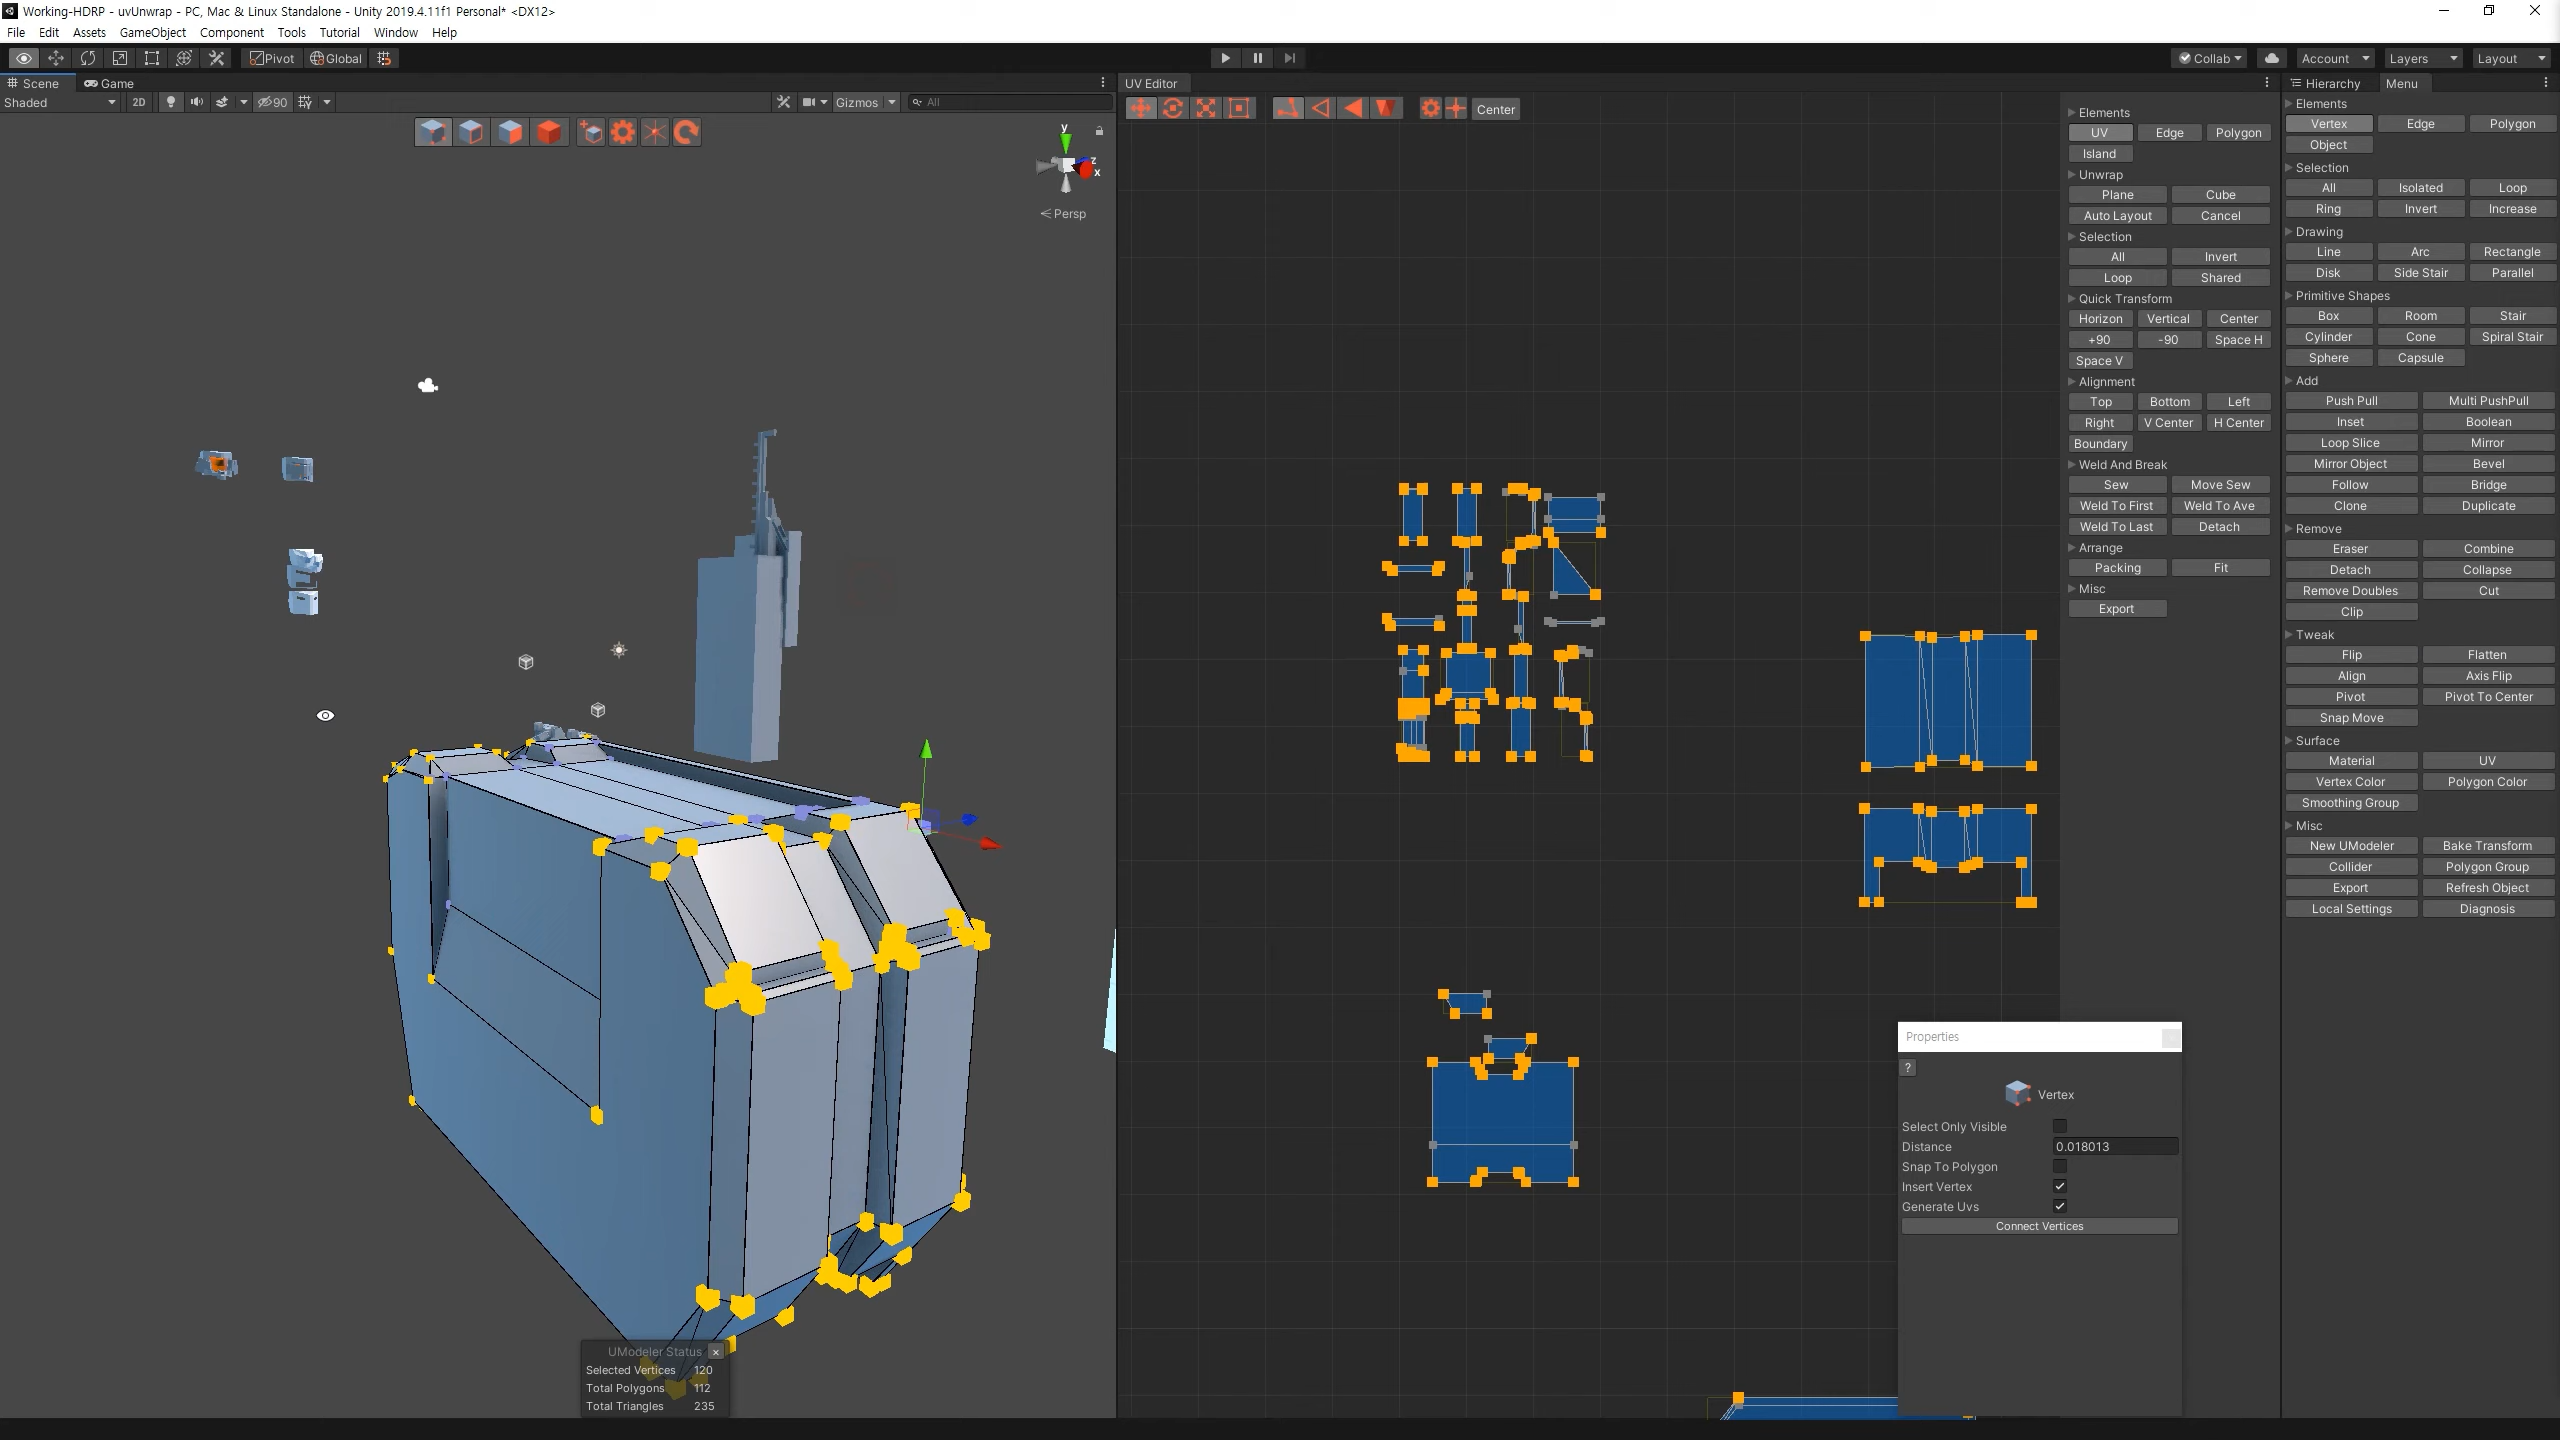 Working-HDRP - uvUnwrap - PC, Mac & Linux Standalone - Unity 2019.4.11f1 Personal* <DX12>
File Edit Assets GameObject Component Tools Tutorial Window Help
Pivot Global Collab Account Layers Layout
Scene Game
Shaded 2D 90 Gizmos All
y
z
x
Persp
UModeler Status x
Selected Vertices 120
Total Polygons 112
Total Triangles 235
UV Editor
Center
Elements
UV Edge Polygon
Island
Unwrap
Plane Cube
Auto Layout Cancel
Selection
All Invert
Loop Shared
Quick Transform
Horizon Vertical Center
+90 -90 Space H
Space V
Alignment
Top Bottom Left
Right V Center H Center
Boundary
Weld And Break
Sew Move Sew
Weld To First Weld To Ave
Weld To Last Detach
Arrange
Packing Fit
Misc
Export
Properties
?
Vertex
Select Only Visible
Distance 0.018013
Snap To Polygon
Insert Vertex
Generate Uvs
Connect Vertices
Hierarchy Menu
Elements
Vertex Edge Polygon
Object
Selection
All Isolated Loop
Ring Invert Increase
Drawing
Line Arc Rectangle
Disk Side Stair Parallel
Primitive Shapes
Box Room Stair
Cylinder Cone Spiral Stair
Sphere Capsule
Add
Push Pull Multi PushPull
Inset Boolean
Loop Slice Mirror
Mirror Object Bevel
Follow Bridge
Clone Duplicate
Remove
Eraser Combine
Detach Collapse
Remove Doubles Cut
Clip
Tweak
Flip Flatten
Align Axis Flip
Pivot Pivot To Center
Snap Move
Surface
Material UV
Vertex Color Polygon Color
Smoothing Group
Misc
New UModeler Bake Transform
Collider Polygon Group
Export Refresh Object
Local Settings Diagnosis